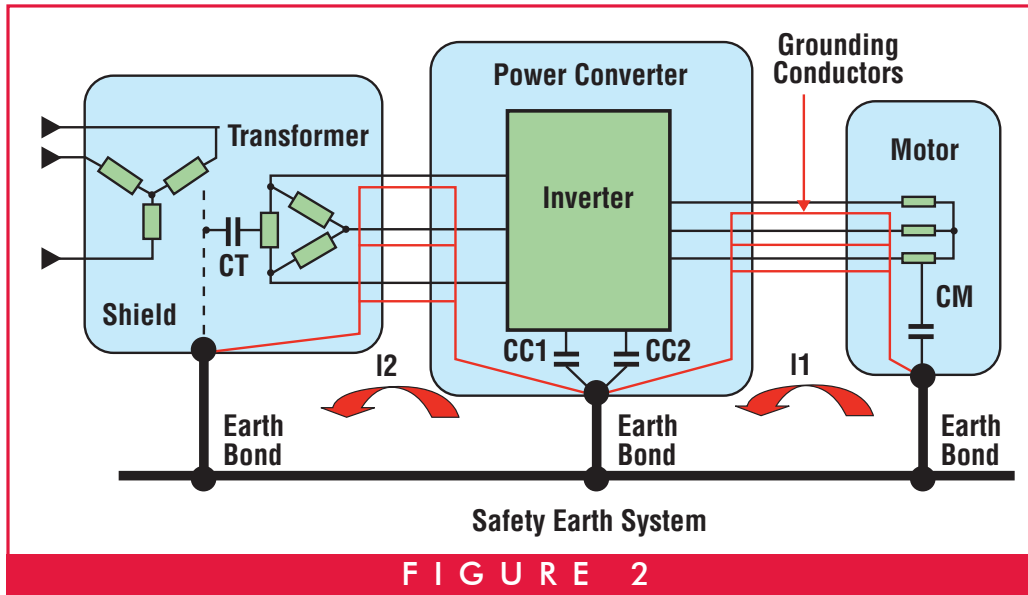 Grounding
Conductors
Power Converter
Transformer
Motor
Inverter
CT
Shield
CM
CC1
CC2
I2
I1
Earth
Bond
Earth
Bond
Earth
Bond
Safety Earth System
FIGURE 2